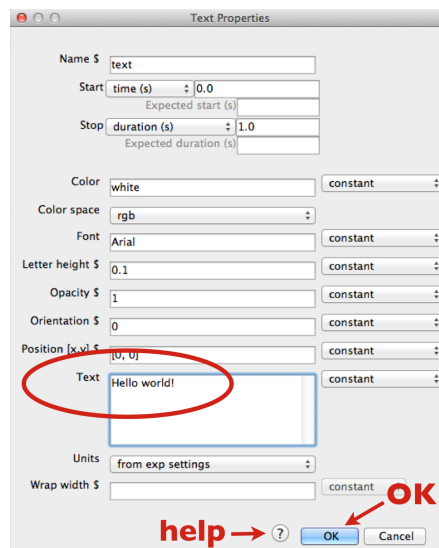 Text Properties
Name $ text
Start time (s) 0.0
Expected start (s)
Stop duration (s) 1.0
Expected duration (s)
Color white constant
Color space rgb
Font Arial constant
Letter height $ 0.1 constant
Opacity $ 1 constant
Orientation $ 0 constant
Position [x,y] $ [0, 0] constant
Text Hello world! constant
Units from exp settings
Wrap width $ constant
OK
help ? OK Cancel